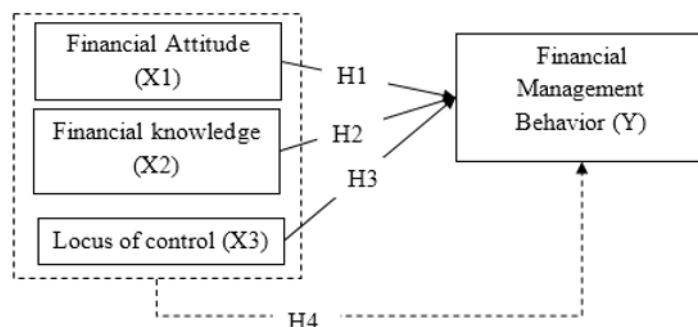 Financial Attitude
(X1)
Financial knowledge
(X2)
Locus of control (X3)
H1
H2
H3
Financial
Management
Behavior (Y)
H4